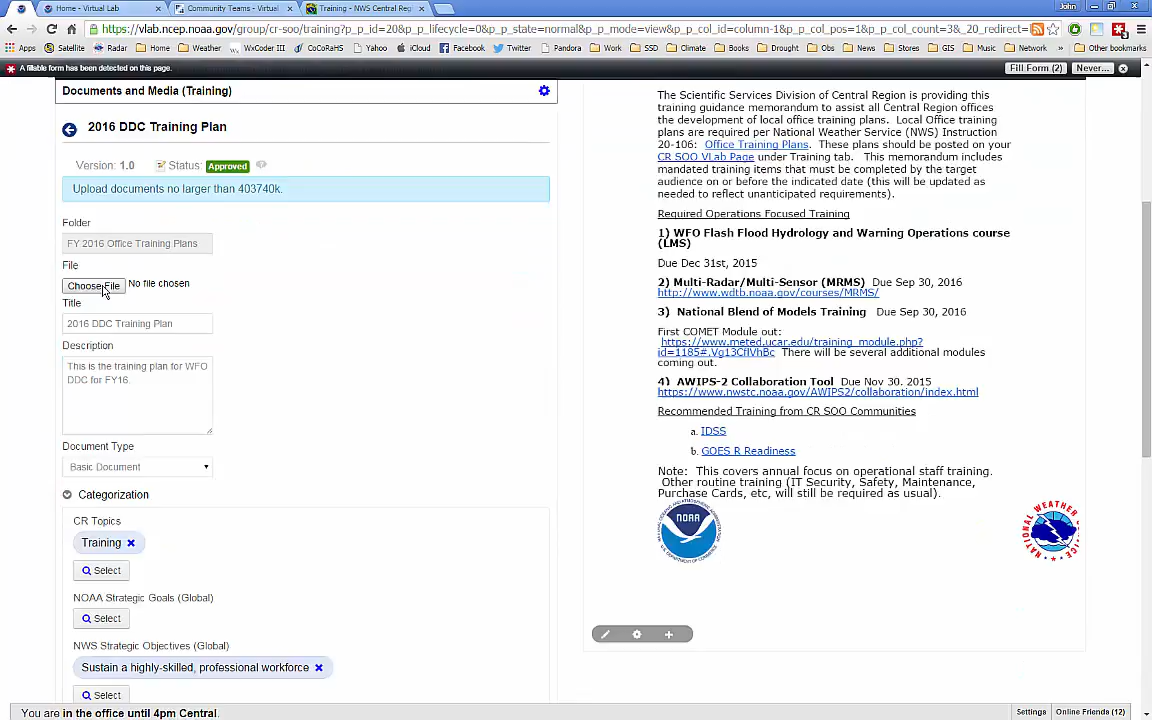 Home - Virtual Lab
Community Teams - Virtual
Training - NWS Central Reg
John
https://vlab.ncep.noaa.gov/group/cr-soo/training?p_p_id=20&p_p_lifecycle=0&p_p_state=normal&p_p_mode=view&p_p_col_id=column-1&p_p_col_pos=1&p_p_col_count=3&_20_redirect=
Apps Satellite Radar Home Weather WxCoder III CoCoRaHS Yahoo iCloud Facebook Twitter Pandora Work SSD Climate Books Drought Obs News Stores GIS Music Network » Other bookmarks
A fillable form has been detected on this page.
Fill Form (2) Never...
Documents and Media (Training)
2016 DDC Training Plan
Version: 1.0 Status: Approved
Upload documents no larger than 403740k.
Folder
FY 2016 Office Training Plans
File
Choose File No file chosen
Title
2016 DDC Training Plan
Description
This is the training plan for WFO
DDC for FY16.
Document Type
Basic Document
Categorization
CR Topics
Training
Select
NOAA Strategic Goals (Global)
Select
NWS Strategic Objectives (Global)
Sustain a highly-skilled, professional workforce
Select
The Scientific Services Division of Central Region is providing this
training guidance memorandum to assist all Central Region offices
the development of local office training plans. Local Office training
plans are required per National Weather Service (NWS) Instruction
20-106: Office Training Plans. These plans should be posted on your
CR SOO VLab Page under Training tab. This memorandum includes
mandated training items that must be completed by the target
audience on or before the indicated date (this will be updated as
needed to reflect unanticipated requirements).
Required Operations Focused Training
1) WFO Flash Flood Hydrology and Warning Operations course
(LMS)
Due Dec 31st, 2015
2) Multi-Radar/Multi-Sensor (MRMS) Due Sep 30, 2016
http://www.wdtb.noaa.gov/courses/MRMS/
3) National Blend of Models Training Due Sep 30, 2016
First COMET Module out:
https://www.meted.ucar.edu/training_module.php?
id=1185#.Vg13CflVhBc There will be several additional modules
coming out.
4) AWIPS-2 Collaboration Tool Due Nov 30. 2015
https://www.nwstc.noaa.gov/AWIPS2/collaboration/index.html
Recommended Training from CR SOO Communities
a. IDSS
b. GOES R Readiness
Note: This covers annual focus on operational staff training.
Other routine training (IT Security, Safety, Maintenance,
Purchase Cards, etc, will still be required as usual).
NOAA
You are in the office until 4pm Central.
Settings Online Friends (12)